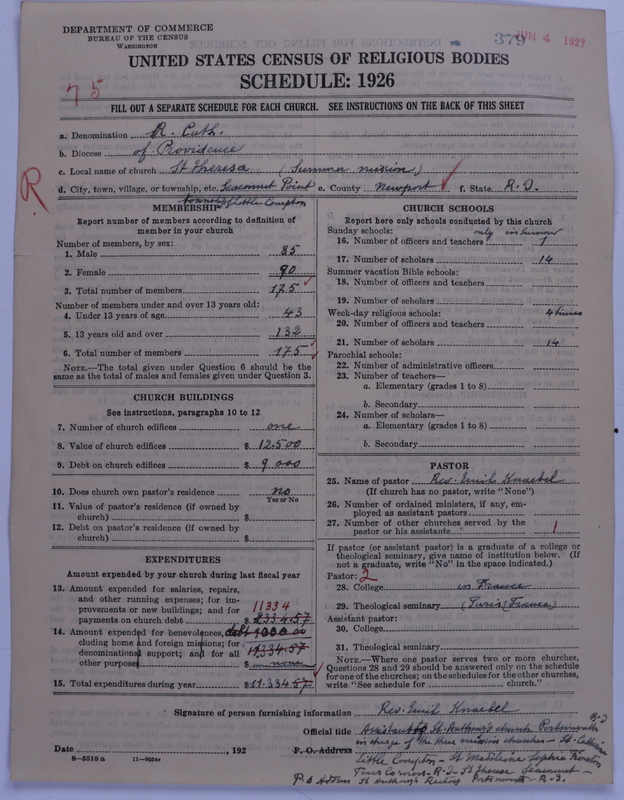 DEPARTMENT OF COMMERCE
BUREAU OF THE CENSUS
WASHINGTON
379
JUN 4 1927
UNITED STATES CENSUS OF RELIGIOUS BODIES
SCHEDULE: 1926
75
FILL OUT A SEPARATE SCHEDULE FOR EACH CHURCH. SEE INSTRUCTIONS ON THE BACK OF THIS SHEET
a. Denomination R. Cath.
b. Diocese of Providence
c. Local name of church St Theresa (Summer mission)
R
d. City, town, village, or township, etc. Seaconnet Point e. County Newport f. State R. I.
township of Little Compton
MEMBERSHIP
Report number of members according to definition of
member in your church
Number of members, by sex:
1. Male 85
2. Female 90
3. Total number of members 175
Number of members under and over 13 years old:
4. Under 13 years of age 43
5. 13 years old and over 132
6. Total number of members 175
NOTE.—The total given under Question 6 should be the
same as the total of males and females given under Question 3.
CHURCH BUILDINGS
See instructions, paragraphs 10 to 12
7. Number of church edifices one
8. Value of church edifices $ 12.500
9. Debt on church edifices $ 9 000
10. Does church own pastor's residence no
Yes or No
11. Value of pastor's residence (if owned by
church) $
12. Debt on pastor's residence (if owned by
church) $
EXPENDITURES
Amount expended by your church during last fiscal year
13. Amount expended for salaries, repairs,
and other running expenses; for im-
provements or new buildings; and for 11334
payments on church debt $ 2334.57
14. Amount expended for benevolences, debt 9000 00
cluding home and foreign missions; for
denominational support; and for all 11334.57
other purposes $ none
15. Total expenditures during year $ 11.334.57
CHURCH SCHOOLS
Report here only schools conducted by this church
Sunday schools: only in summer
16. Number of officers and teachers 1
17. Number of scholars 14
Summer vacation Bible schools:
18. Number of officers and teachers
19. Number of scholars
Week-day religious schools: 4 times
20. Number of officers and teachers
21. Number of scholars 14
Parochial schools:
22. Number of administrative officers
23. Number of teachers—
a. Elementary (grades 1 to 8)
b. Secondary
24. Number of scholars—
a. Elementary (grades 1 to 8)
b. Secondary
PASTOR
25. Name of pastor Rev. Emil Knaebel
(If church has no pastor, write "None")
26. Number of ordained ministers, if any, em-
ployed as assistant pastors
27. Number of other churches served by the
pastor or his assistants 1
If pastor (or assistant pastor) is a graduate of a college or
theological seminary, give name of institution below. (If
not a graduate, write "No" in the space indicated.)
Pastor: 2
28. College in France
29. Theological seminary (Paris) (France)
Assistant pastor:
30. College
31. Theological seminary
NOTE.—Where one pastor serves two or more churches,
Questions 28 and 29 should be answered only on the schedule
for one of the churches; on the schedules for the other churches,
write "See schedule for church."
Signature of person furnishing information Rev. Emil Knaebel
Official title Assistant St Anthony's church Portsmouth R-I
in charge of the three mission churches - St Catherine
Date , 192 P. O. Address Little Compton - St Madeleine Sophie Tiverton
8—5518 a 11—9054
Four Corners - R-I - St Theresa Seaconnet -
P O Address St Anthony's Rectory Portsmouth - R-I.